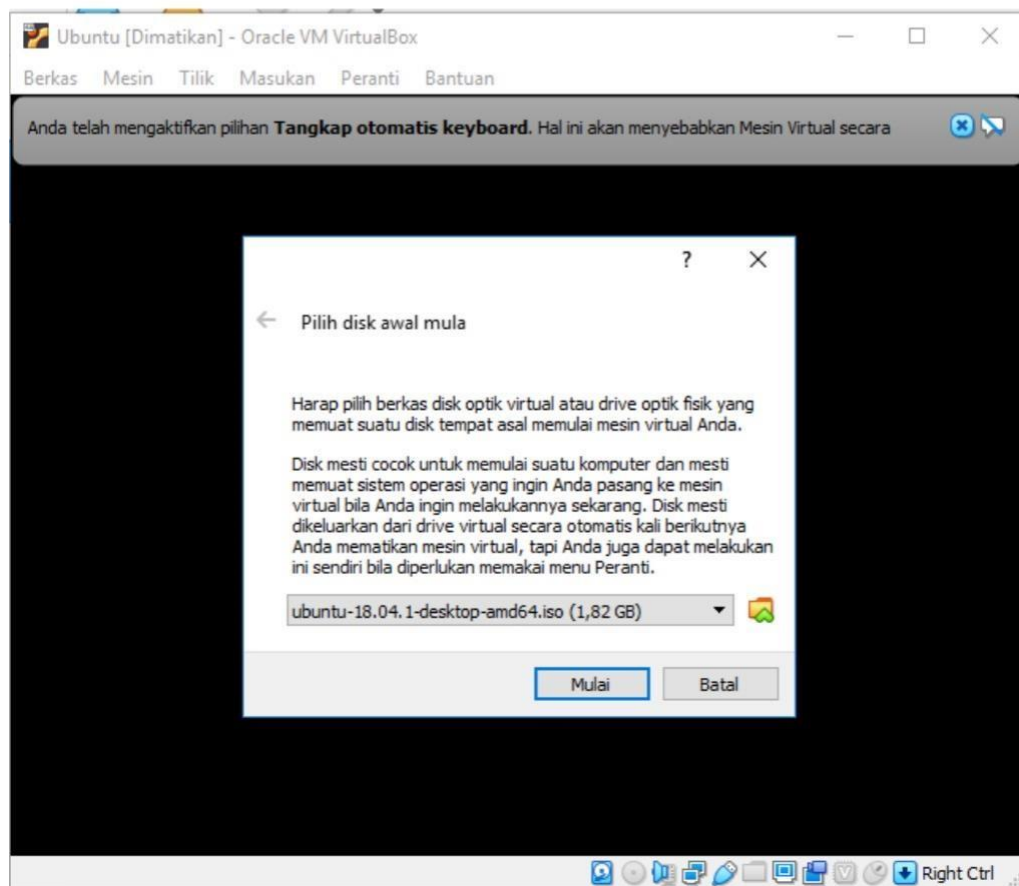 Ubuntu [Dimatikan] - Oracle VM VirtualBox
Berkas Mesin Tilik Masukan Peranti Bantuan
Anda telah mengaktifkan pilihan Tangkap otomatis keyboard. Hal ini akan menyebabkan Mesin Virtual secara
?
Pilih disk awal mula
Harap pilih berkas disk optik virtual atau drive optik fisik yang
memuat suatu disk tempat asal memulai mesin virtual Anda.
Disk mesti cocok untuk memulai suatu komputer dan mesti
memuat sistem operasi yang ingin Anda pasang ke mesin
virtual bila Anda ingin melakukannya sekarang. Disk mesti
dikeluarkan dari drive virtual secara otomatis kali berikutnya
Anda mematikan mesin virtual, tapi Anda juga dapat melakukan
ini sendiri bila diperlukan memakai menu Peranti.
ubuntu-18.04.1-desktop-amd64.iso (1,82 GB)
Mulai Batal
Right Ctrl